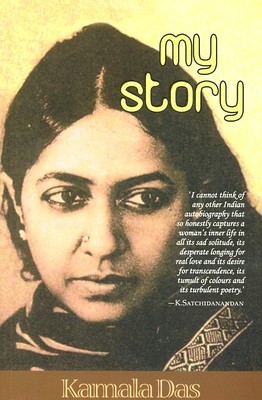 my
story
'I cannot think of
any other Indian
autobiography that
so honestly captures a
woman's inner life in
all its sad solitude, its
desperate longing for
real love and its desire
for transcendence, its
tumult of colours and
its turbulent poetry.'
—K.SATCHIDANANDAN
Kamala Das